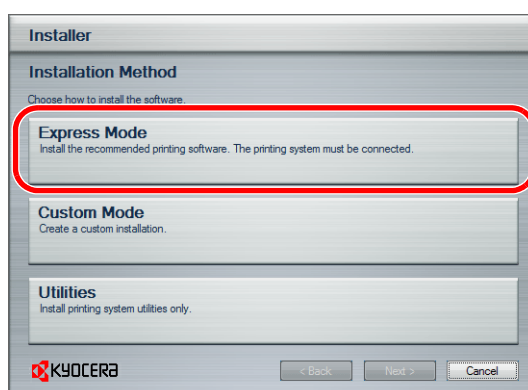 Installer
Installation Method
Choose how to install the software.
Express Mode
Install the recommended printing software. The printing system must be connected.
Custom Mode
Create a custom installation.
Utilities
Install printing system utilities only.
KYOCERA
< Back
Next >
Cancel